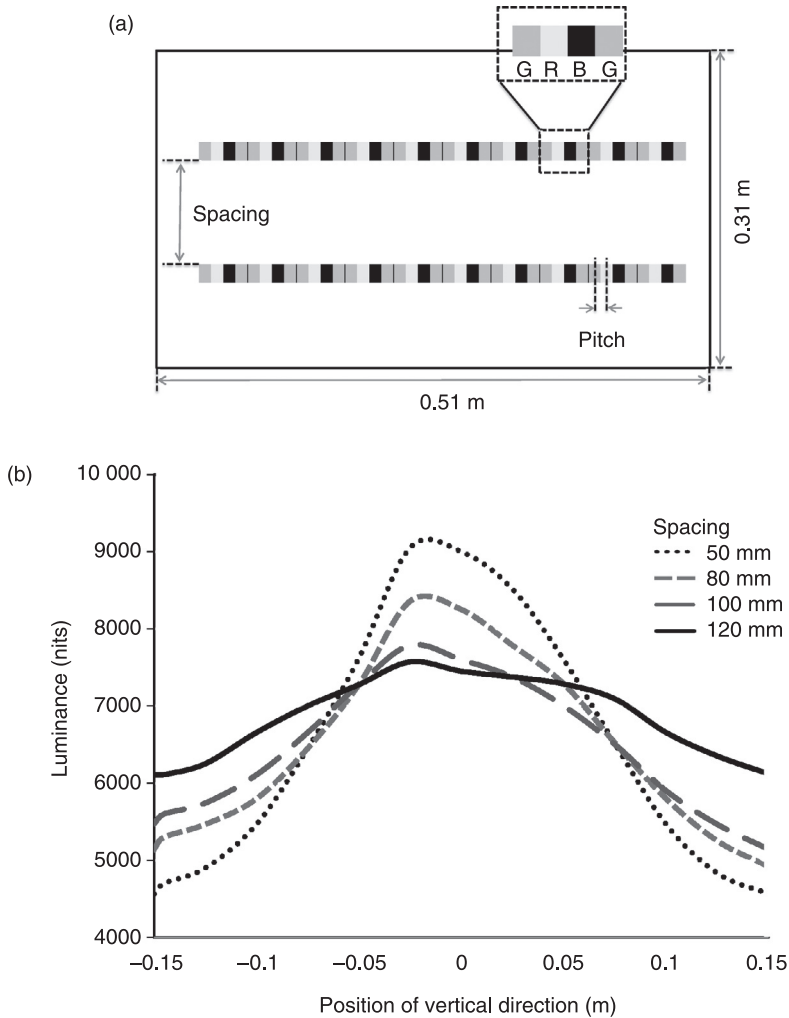 (a)
G R B G
Spacing
0.31 m
Pitch
0.51 m
(b)
10 000
9000
8000
7000
6000
5000
4000
Luminance (nits)
Spacing
50 mm
80 mm
100 mm
120 mm
–0.15 –0.1 –0.05 0 0.05 0.1 0.15
Position of vertical direction (m)